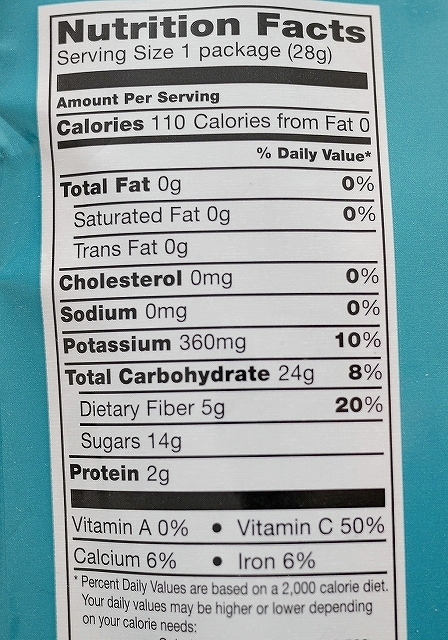 Nutrition Facts
Serving Size 1 package (28g)
Amount Per Serving
Calories 110 Calories from Fat 0
% Daily Value*
Total Fat 0g 0%
Saturated Fat 0g 0%
Trans Fat 0g
Cholesterol 0mg 0%
Sodium 0mg 0%
Potassium 360mg 10%
Total Carbohydrate 24g 8%
Dietary Fiber 5g 20%
Sugars 14g
Protein 2g
Vitamin A 0% • Vitamin C 50%
Calcium 6% • Iron 6%
* Percent Daily Values are based on a 2,000 calorie diet.
Your daily values may be higher or lower depending
on your calorie needs: